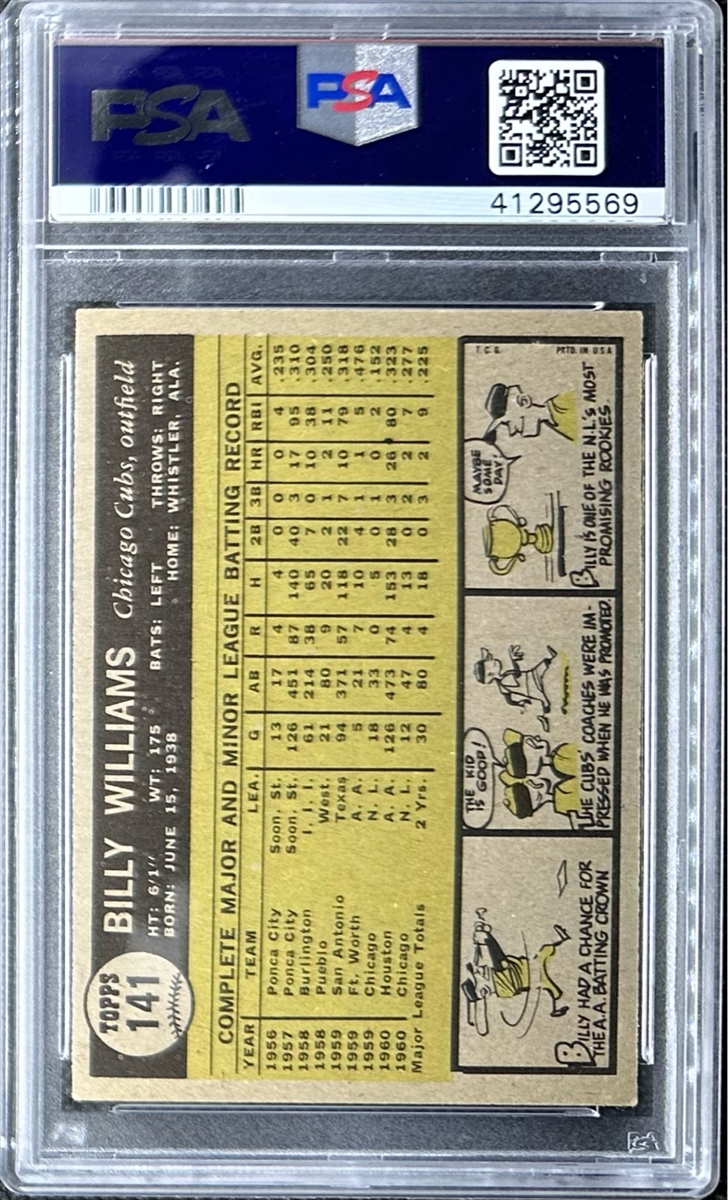 PSA
PSA
41295569
TOPPS
141
BILLY WILLIAMS Chicago Cubs, outfield
HT: 6/1" WT: 175 BATS: LEFT THROWS: RIGHT
BORN: JUNE 15, 1938 HOME: WHISTLER, ALA.
COMPLETE MAJOR AND MINOR LEAGUE BATTING RECORD
YEAR TEAM LEA. G AB R H 2B 3B HR RBI AVG.
1956 Ponca City Soon. St. 13 17 4 4 0 0 0 4 .235
1957 Ponca City Soon. St. 126 451 87 140 40 3 17 95 .310
1958 Burlington I. I. I. 61 214 38 65 7 0 10 38 .304
1958 Pueblo West. 21 80 9 20 2 1 2 11 .250
1959 San Antonio Texas 94 371 57 118 22 7 10 79 .318
1959 Ft. Worth A. A. 5 21 7 10 4 1 1 5 .476
1959 Chicago N. L. 18 33 0 5 0 1 0 2 .152
1960 Houston A. A. 126 473 74 153 28 3 26 80 .323
1960 Chicago N. L. 12 47 4 13 0 2 2 7 .277
Major League Totals 2 Yrs. 30 80 4 18 0 3 2 9 .225
BILLY HAD A CHANCE FOR
THE A.A. BATTING CROWN
THE KID
IS GOOD!
THE CUBS' COACHES WERE IM-
PRESSED WHEN HE WAS PROMOTED
MAYBE
SOME
DAY!
T.C.G. PRTD. IN U.S.A.
BILLY IS ONE OF THE N.L.'S MOST
PROMISING ROOKIES